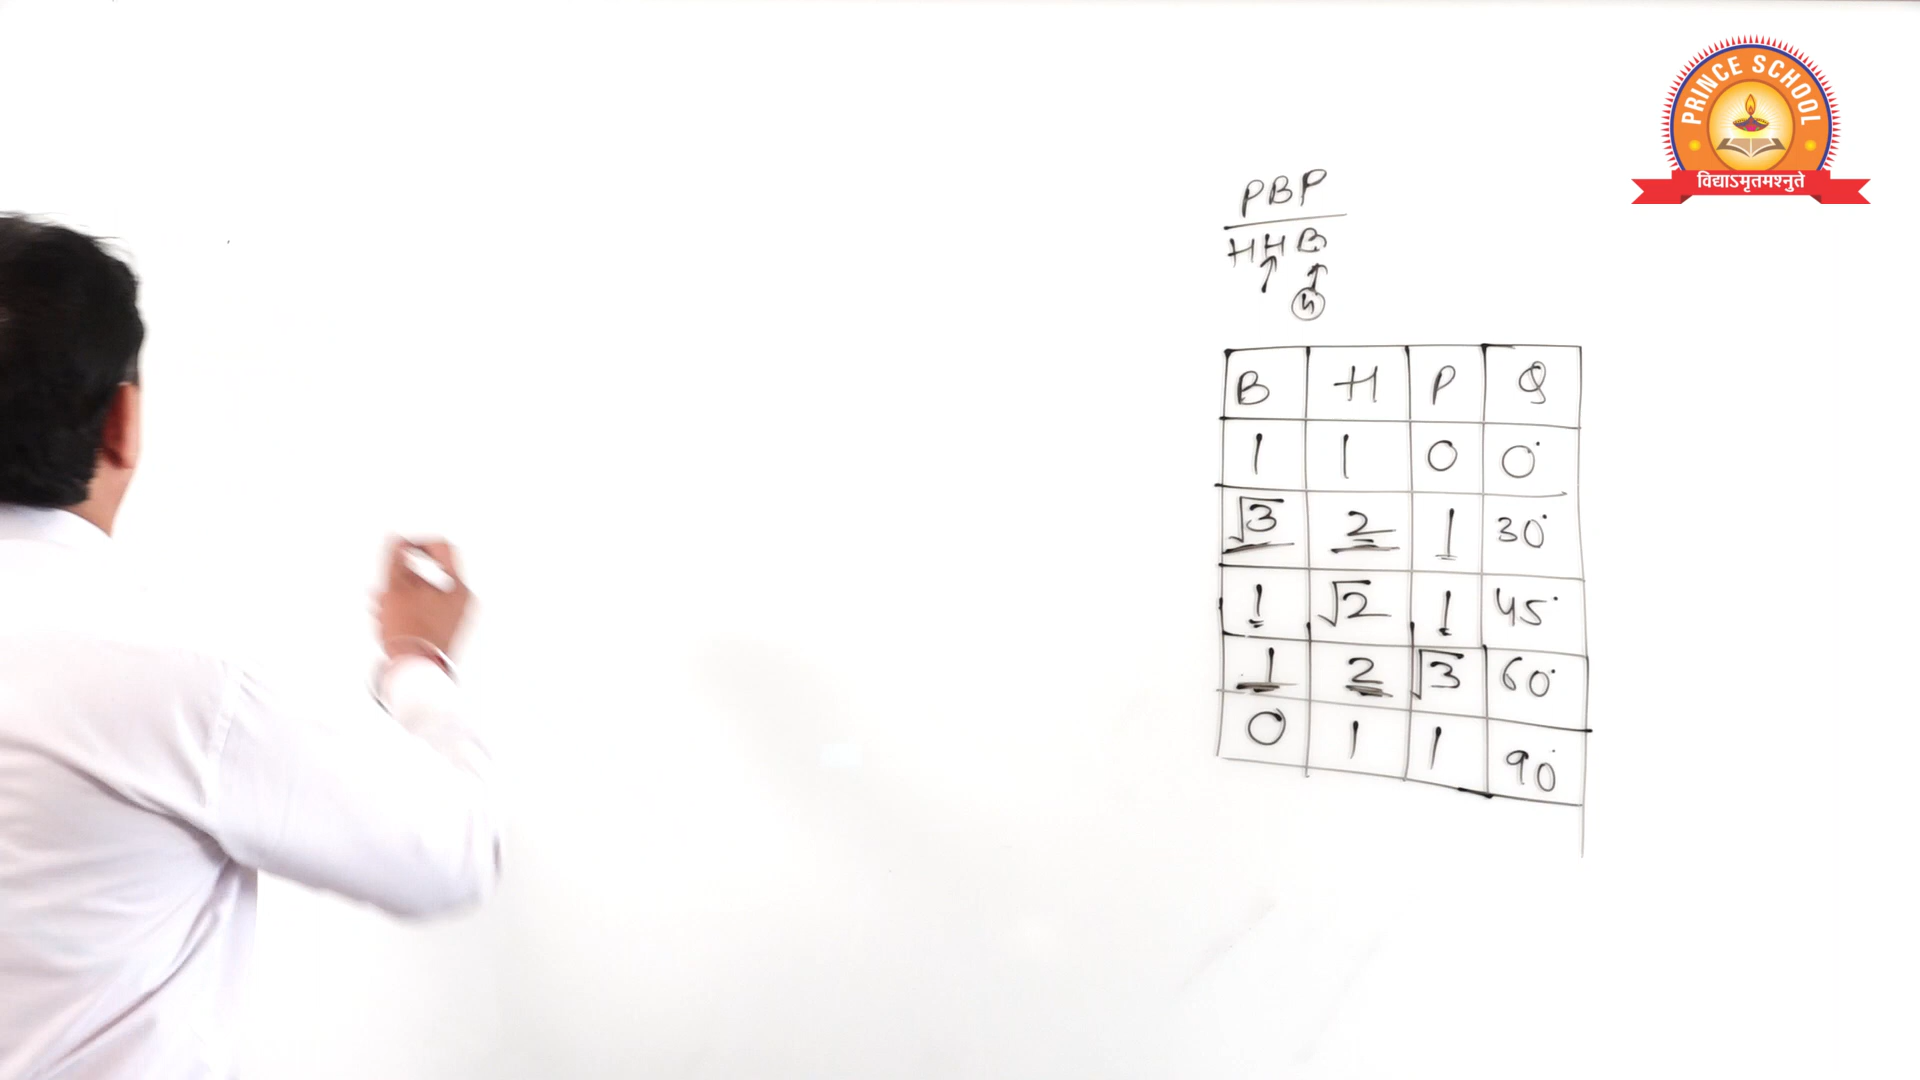 PRINCE SCHOOL
विद्याऽमृतमश्नुते
PBP
HHB
B H P Q
1 1 0 0°
√3 2 1 30°
1 √2 1 45°
1 2 √3 60°
0 1 1 90°